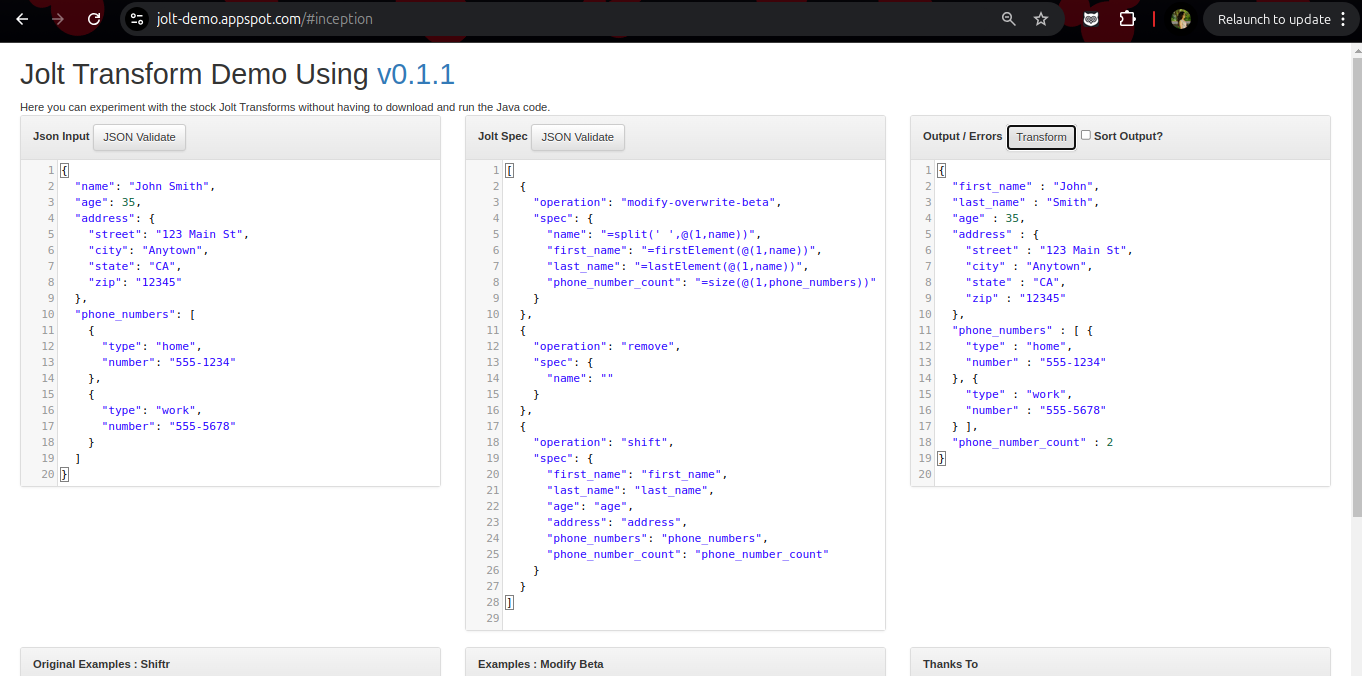 jolt-demo.appspot.com/#inception
Relaunch to update
Jolt Transform Demo Using v0.1.1
Here you can experiment with the stock Jolt Transforms without having to download and run the Java code.
Json Input JSON Validate
1 {
2 "name": "John Smith",
3 "age": 35,
4 "address": {
5 "street": "123 Main St",
6 "city": "Anytown",
7 "state": "CA",
8 "zip": "12345"
9 },
10 "phone_numbers": [
11 {
12 "type": "home",
13 "number": "555-1234"
14 },
15 {
16 "type": "work",
17 "number": "555-5678"
18 }
19 ]
20 }
Jolt Spec JSON Validate
1 [
2 {
3 "operation": "modify-overwrite-beta",
4 "spec": {
5 "name": "=split(' ',@(1,name))",
6 "first_name": "=firstElement(@(1,name))",
7 "last_name": "=lastElement(@(1,name))",
8 "phone_number_count": "=size(@(1,phone_numbers))"
9 }
10 },
11 {
12 "operation": "remove",
13 "spec": {
14 "name": ""
15 }
16 },
17 {
18 "operation": "shift",
19 "spec": {
20 "first_name": "first_name",
21 "last_name": "last_name",
22 "age": "age",
23 "address": "address",
24 "phone_numbers": "phone_numbers",
25 "phone_number_count": "phone_number_count"
26 }
27 }
28 ]
29
Output / Errors Transform Sort Output?
1 {
2 "first_name" : "John",
3 "last_name" : "Smith",
4 "age" : 35,
5 "address" : {
6 "street" : "123 Main St",
7 "city" : "Anytown",
8 "state" : "CA",
9 "zip" : "12345"
10 },
11 "phone_numbers" : [ {
12 "type" : "home",
13 "number" : "555-1234"
14 }, {
15 "type" : "work",
16 "number" : "555-5678"
17 } ],
18 "phone_number_count" : 2
19 }
20
Original Examples : Shiftr
Examples : Modify Beta
Thanks To